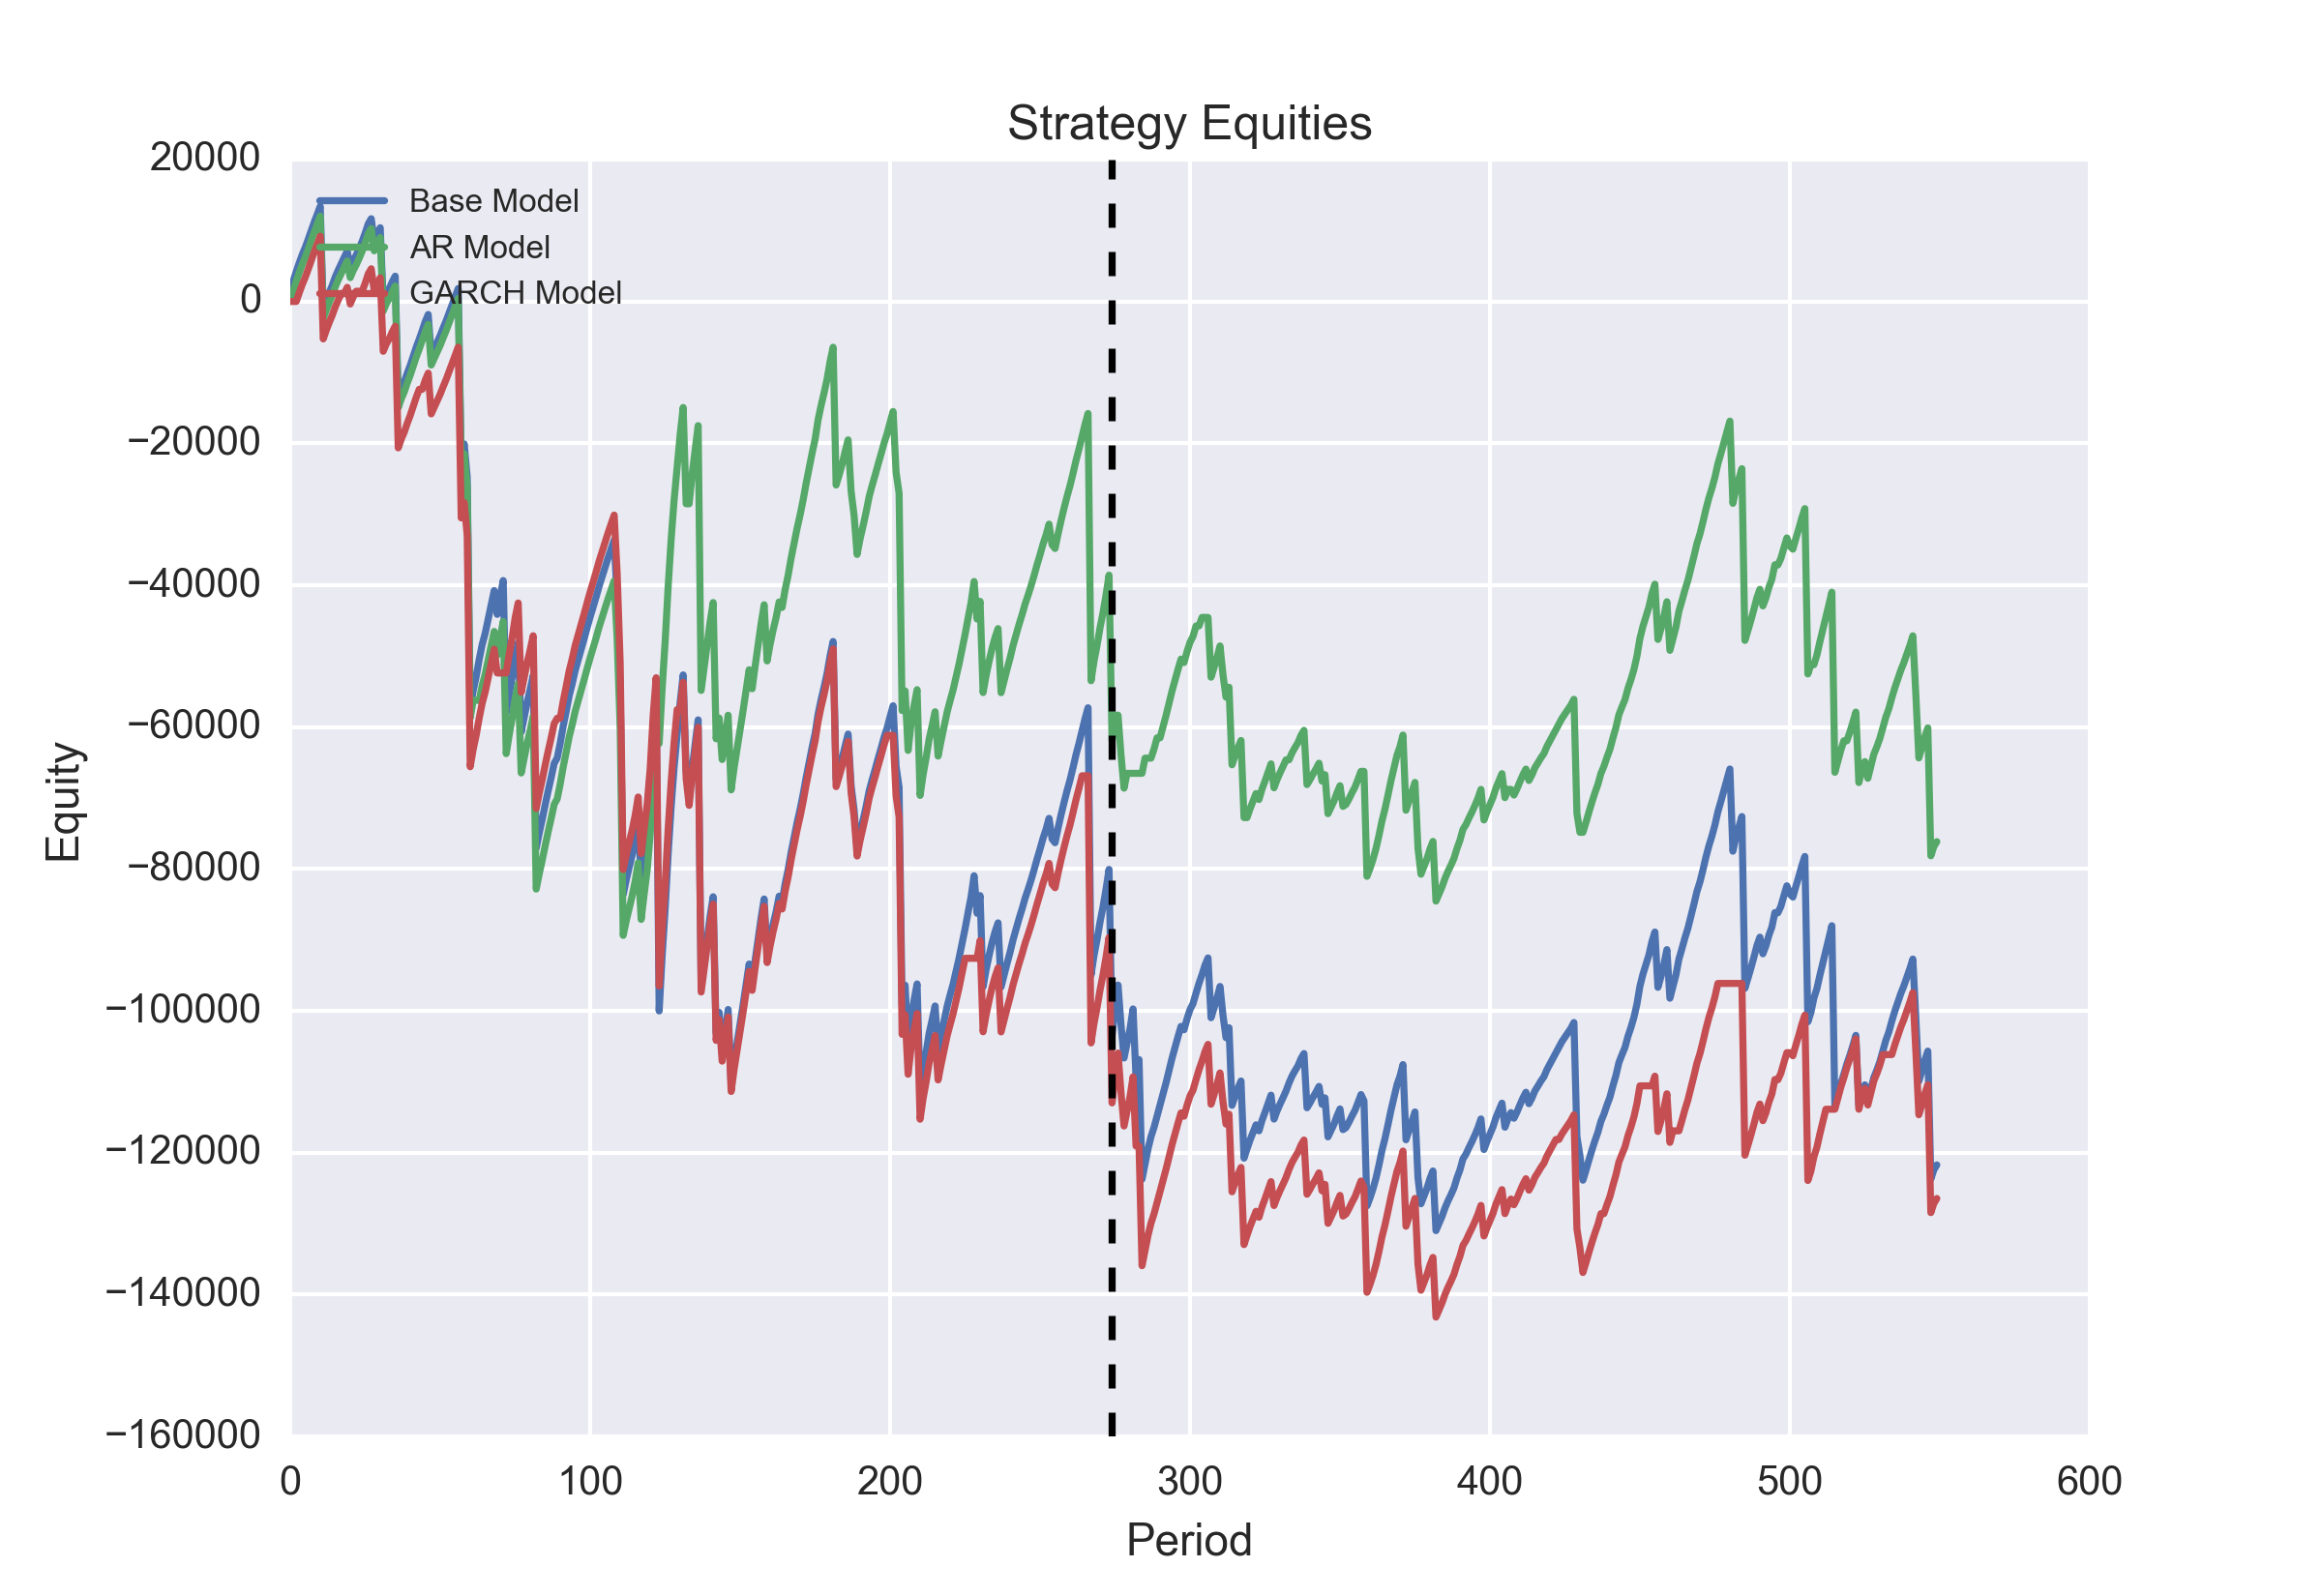 Strategy Equities
20000
0
−20000
−40000
−60000
−80000
−100000
−120000
−140000
−160000
Equity
Base Model
AR Model
GARCH Model
0 100 200 300 400 500 600
Period